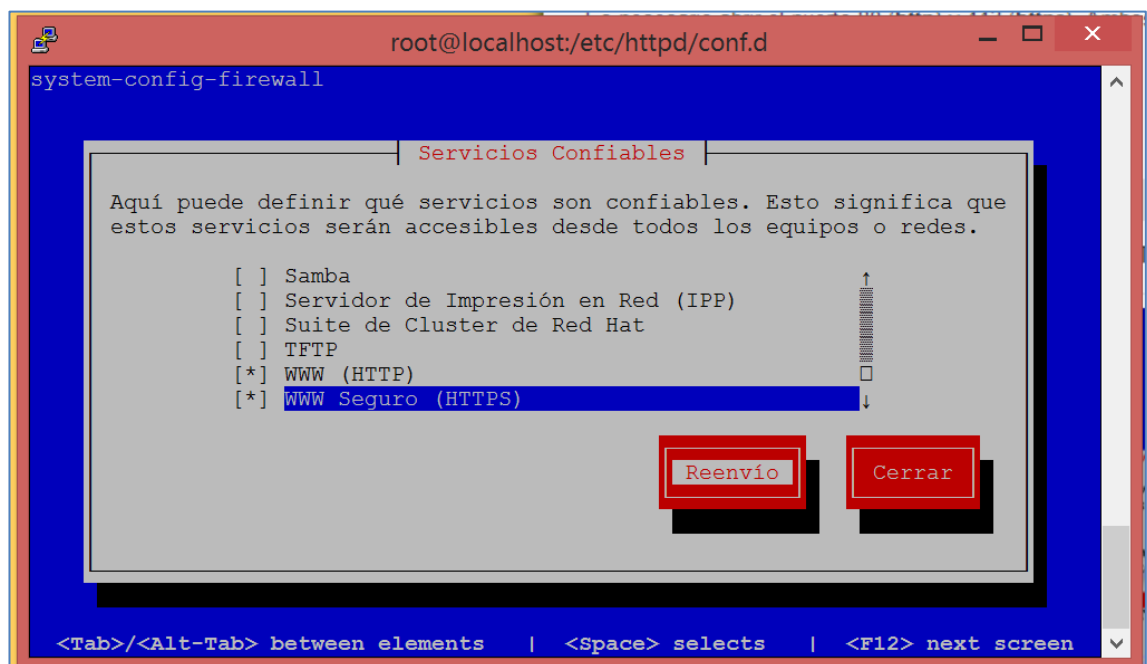 root@localhost:/etc/httpd/conf.d
system-config-firewall
Servicios Confiables
Aquí puede definir qué servicios son confiables. Esto significa que
estos servicios serán accesibles desde todos los equipos o redes.
[ ] Samba
[ ] Servidor de Impresión en Red (IPP)
[ ] Suite de Cluster de Red Hat
[ ] TFTP
[*] WWW (HTTP)
[*] WWW Seguro (HTTPS)
Reenvío Cerrar
<Tab>/<Alt-Tab> between elements | <Space> selects | <F12> next screen